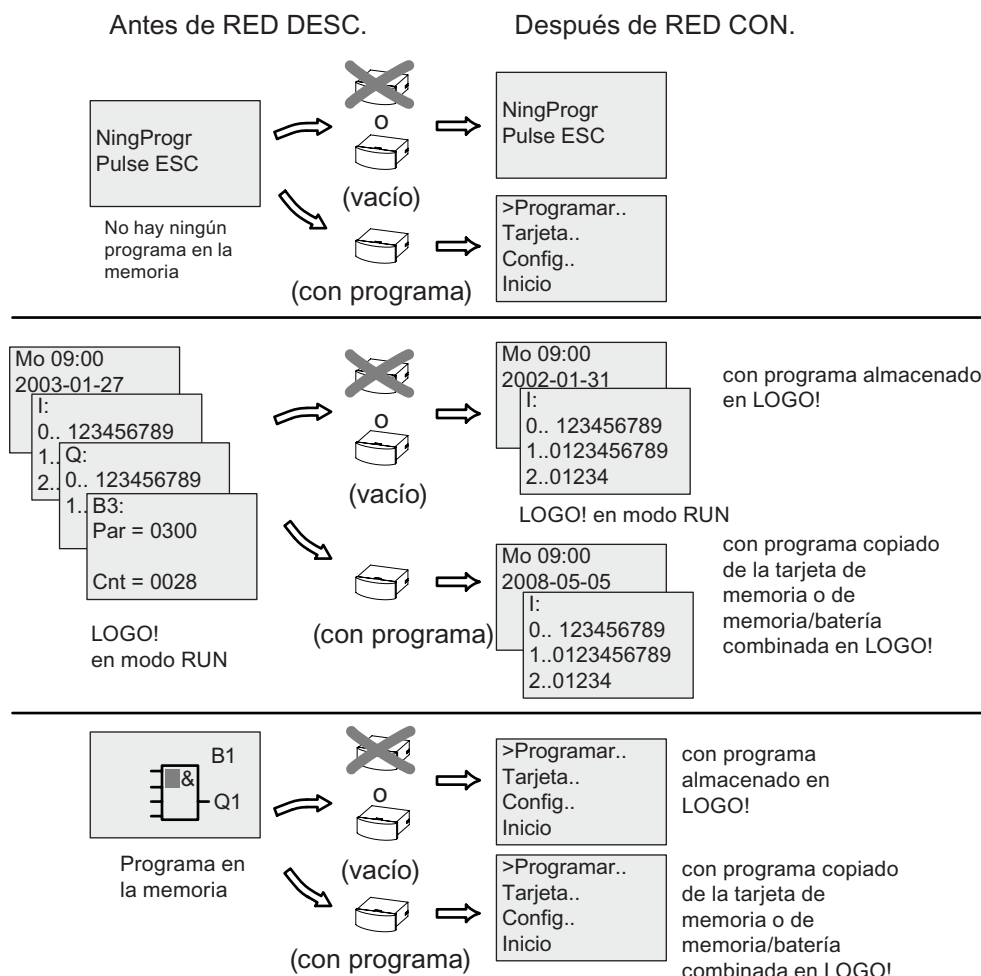 Antes de RED DESC.
Después de RED CON.
NingProgr
Pulse ESC
No hay ningún
programa en la
memoria
o
(vacío)
(con programa)
NingProgr
Pulse ESC
>Programar..
Tarjeta..
Config..
Inicio
Mo 09:00
2003-01-27
I:
0.. 123456789
1..
2..
Q:
0.. 123456789
1..
B3:
Par = 0300
Cnt = 0028
LOGO!
en modo RUN
o
(vacío)
(con programa)
Mo 09:00
2002-01-31
I:
0.. 123456789
1..0123456789
2..01234
LOGO! en modo RUN
con programa almacenado
en LOGO!
Mo 09:00
2008-05-05
I:
0.. 123456789
1..0123456789
2..01234
con programa copiado
de la tarjeta de
memoria o de
memoria/batería
combinada en LOGO!
B1
&
Q1
Programa en
la memoria
o
(vacío)
(con programa)
>Programar..
Tarjeta..
Config..
Inicio
con programa
almacenado en
LOGO!
>Programar..
Tarjeta..
Config..
Inicio
con programa copiado
de la tarjeta de
memoria o de
memoria/batería
combinada en LOGO!